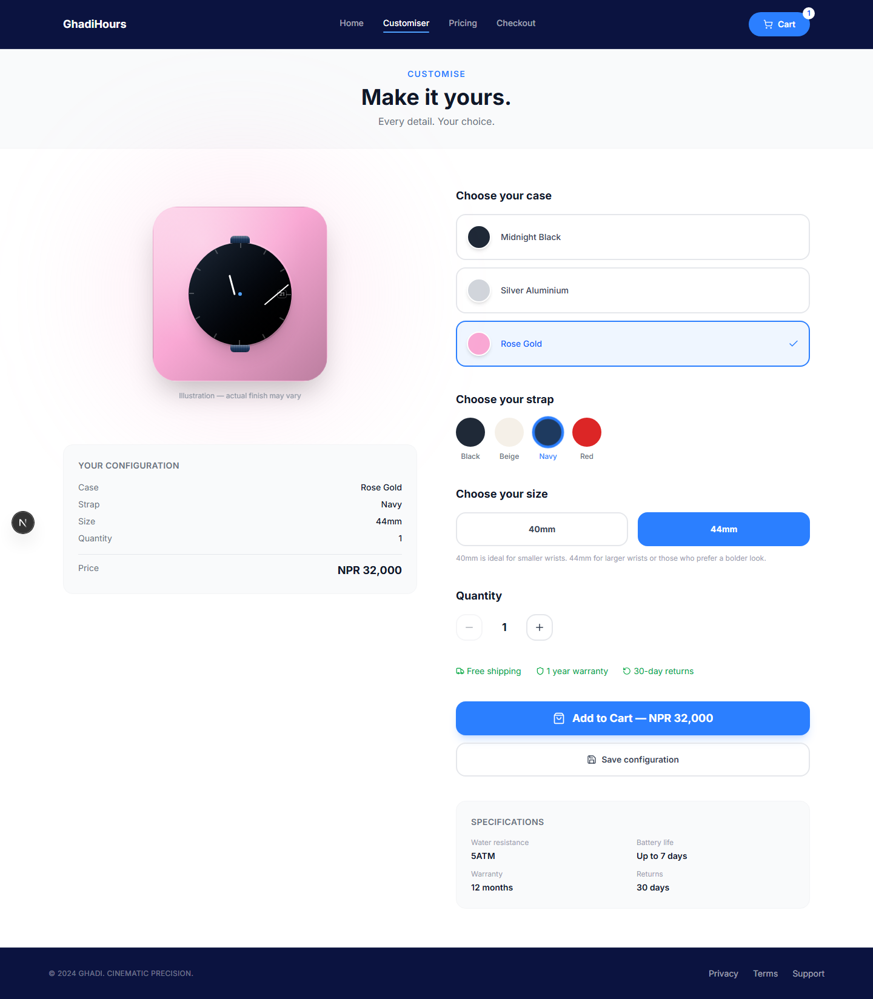 GhadiHours
Home
Customiser
Pricing
Checkout
Cart
1
CUSTOMISE
Make it yours.
Every detail. Your choice.
21
Illustration — actual finish may vary
YOUR CONFIGURATION
Case Rose Gold
Strap Navy
Size 44mm
Quantity 1
Price NPR 32,000
N
Choose your case
Midnight Black
Silver Aluminium
Rose Gold
Choose your strap
Black
Beige
Navy
Red
Choose your size
40mm
44mm
40mm is ideal for smaller wrists. 44mm for larger wrists or those who prefer a bolder look.
Quantity
1
Free shipping
1 year warranty
30-day returns
Add to Cart — NPR 32,000
Save configuration
SPECIFICATIONS
Water resistance
5ATM
Battery life
Up to 7 days
Warranty
12 months
Returns
30 days
© 2024 GHADI. CINEMATIC PRECISION.
Privacy
Terms
Support